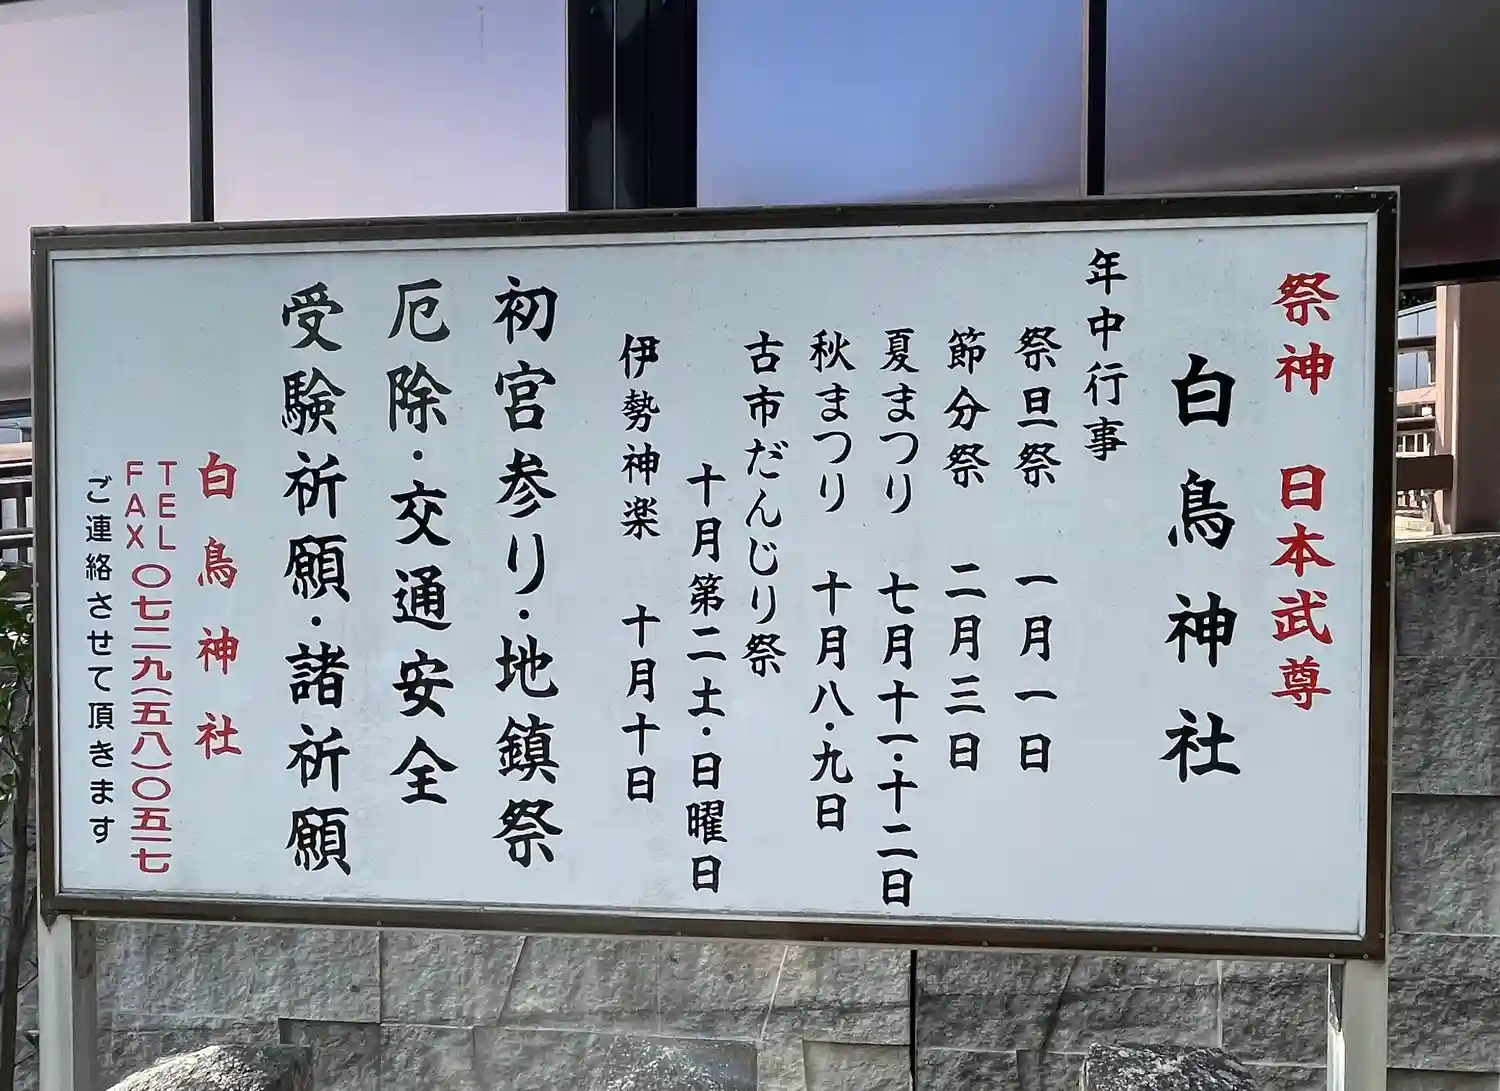 祭神 日本武尊
白鳥神社
年中行事
祭旦祭 一月一日
節分祭 二月三日
夏まつり 七月十一・十二日
秋まつり 十月八・九日
古市だんじり祭
十月第二土・日曜日
伊勢神楽 十月十日
初宮参り・地鎮祭
厄除・交通安全
受験祈願・諸祈願
白鳥神社
TEL 〇七二九(五八)〇五一七
FAX
ご連絡させて頂きます